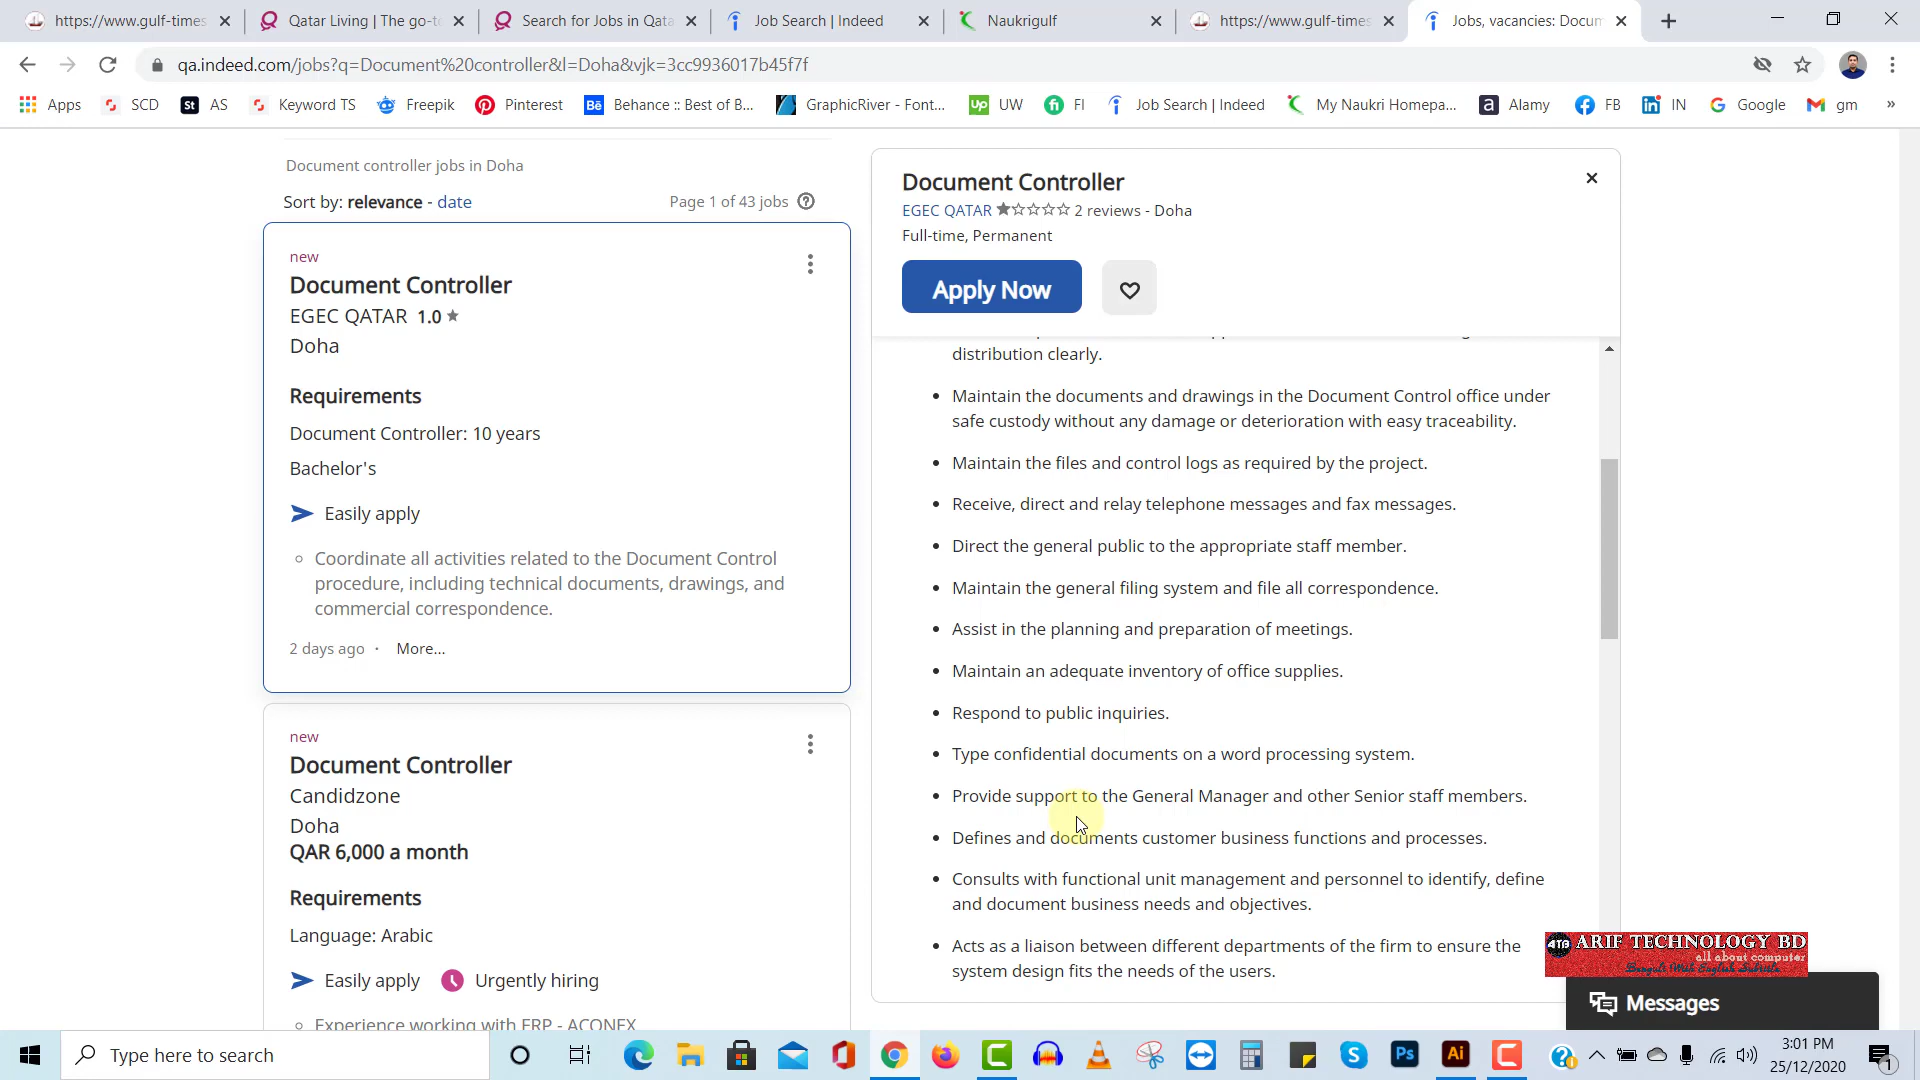 https://www.gulf-times
Qatar Living | The go-to
Search for Jobs in Qata
Job Search | Indeed
Naukrigulf
https://www.gulf-times
Jobs, vacancies: Docum
qa.indeed.com/jobs?q=Document%20controller&l=Doha&vjk=3cc9936017b45f7f
Apps
SCD
St AS
Keyword TS
Freepik
Pinterest
Bē Behance :: Best of B...
GraphicRiver - Font...
Up UW
fi FI
Job Search | Indeed
My Naukri Homepa...
a Alamy
FB
in IN
Google
gm
»
Document controller jobs in Doha
Sort by: relevance - date
Page 1 of 43 jobs
new
Document Controller
EGEC QATAR 1.0
Doha
Requirements
Document Controller: 10 years
Bachelor's
Easily apply
Coordinate all activities related to the Document Control
procedure, including technical documents, drawings, and
commercial correspondence.
2 days ago · More...
new
Document Controller
Candidzone
Doha
QAR 6,000 a month
Requirements
Language: Arabic
Easily apply Urgently hiring
Experience working with ERP - ACONEX
Document Controller
EGEC QATAR 2 reviews - Doha
Full-time, Permanent
Apply Now
distribution clearly.
Maintain the documents and drawings in the Document Control office under
safe custody without any damage or deterioration with easy traceability.
Maintain the files and control logs as required by the project.
Receive, direct and relay telephone messages and fax messages.
Direct the general public to the appropriate staff member.
Maintain the general filing system and file all correspondence.
Assist in the planning and preparation of meetings.
Maintain an adequate inventory of office supplies.
Respond to public inquiries.
Type confidential documents on a word processing system.
Provide support to the General Manager and other Senior staff members.
Defines and documents customer business functions and processes.
Consults with functional unit management and personnel to identify, define
and document business needs and objectives.
Acts as a liaison between different departments of the firm to ensure the
system design fits the needs of the users.
ATB ARIF TECHNOLOGY BD
all about computer
Bengali With English Subtitle
Messages
Type here to search
Ps
Ai
3:01 PM
25/12/2020
1